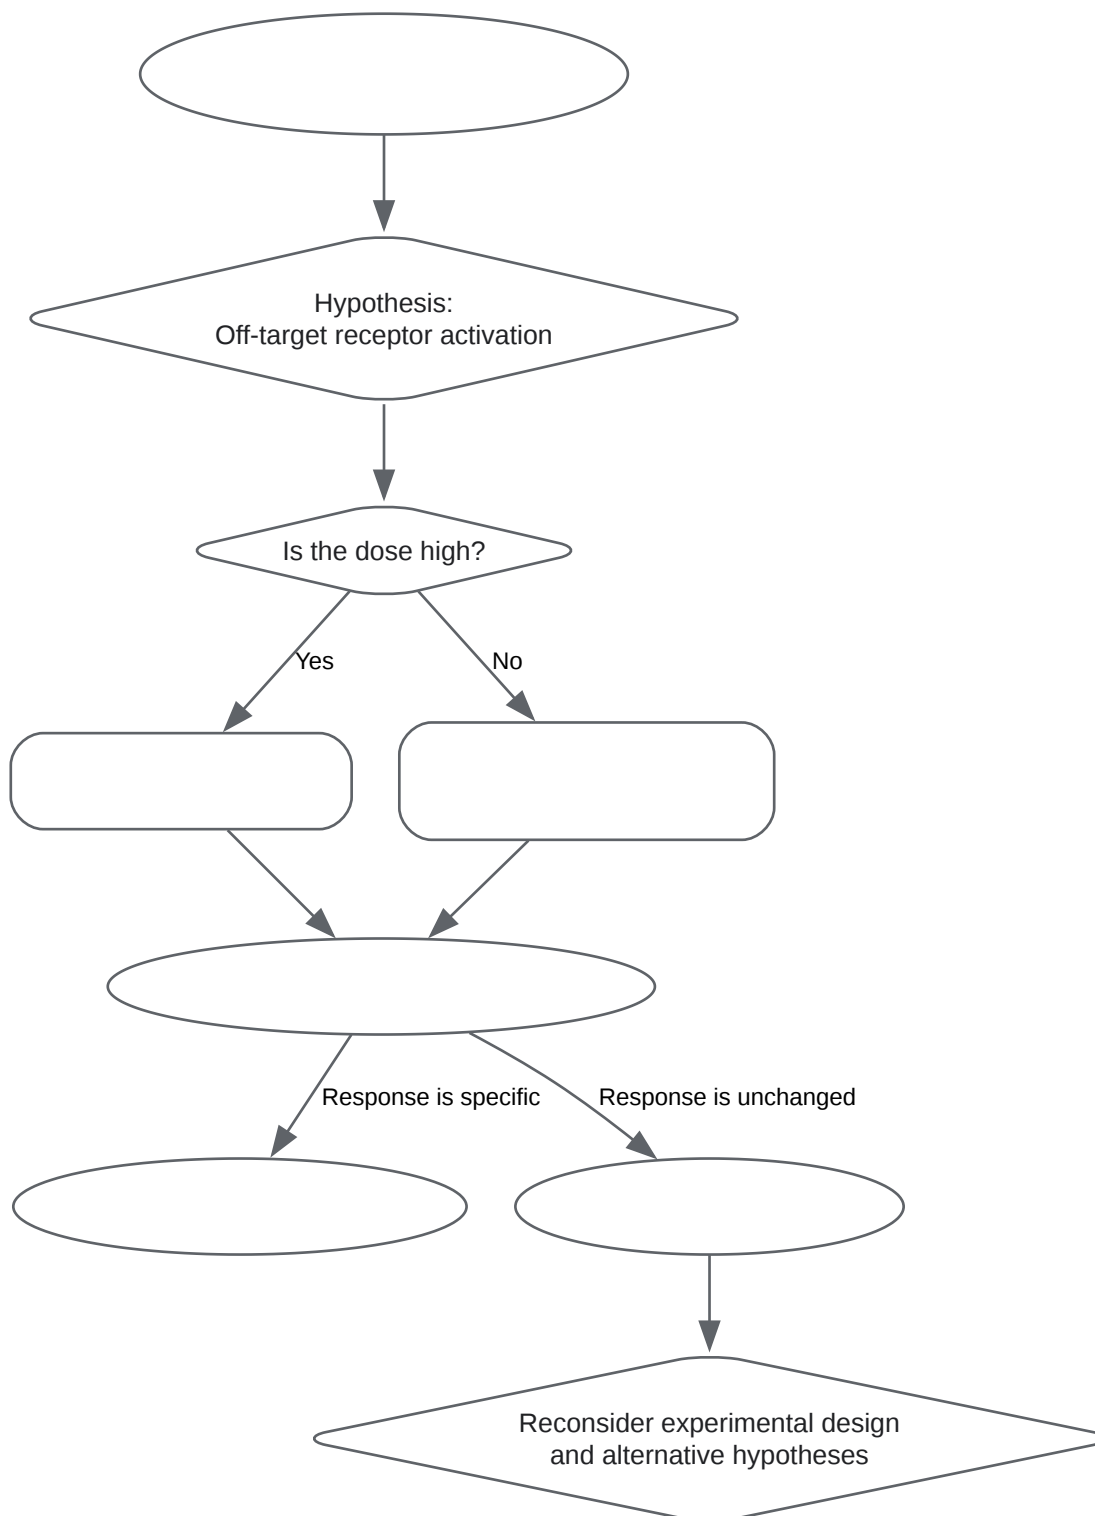 Hypothesis:
Off-target receptor activation
Is the dose high?
Yes
No
Response is specific
Response is unchanged
Reconsider experimental design
and alternative hypotheses